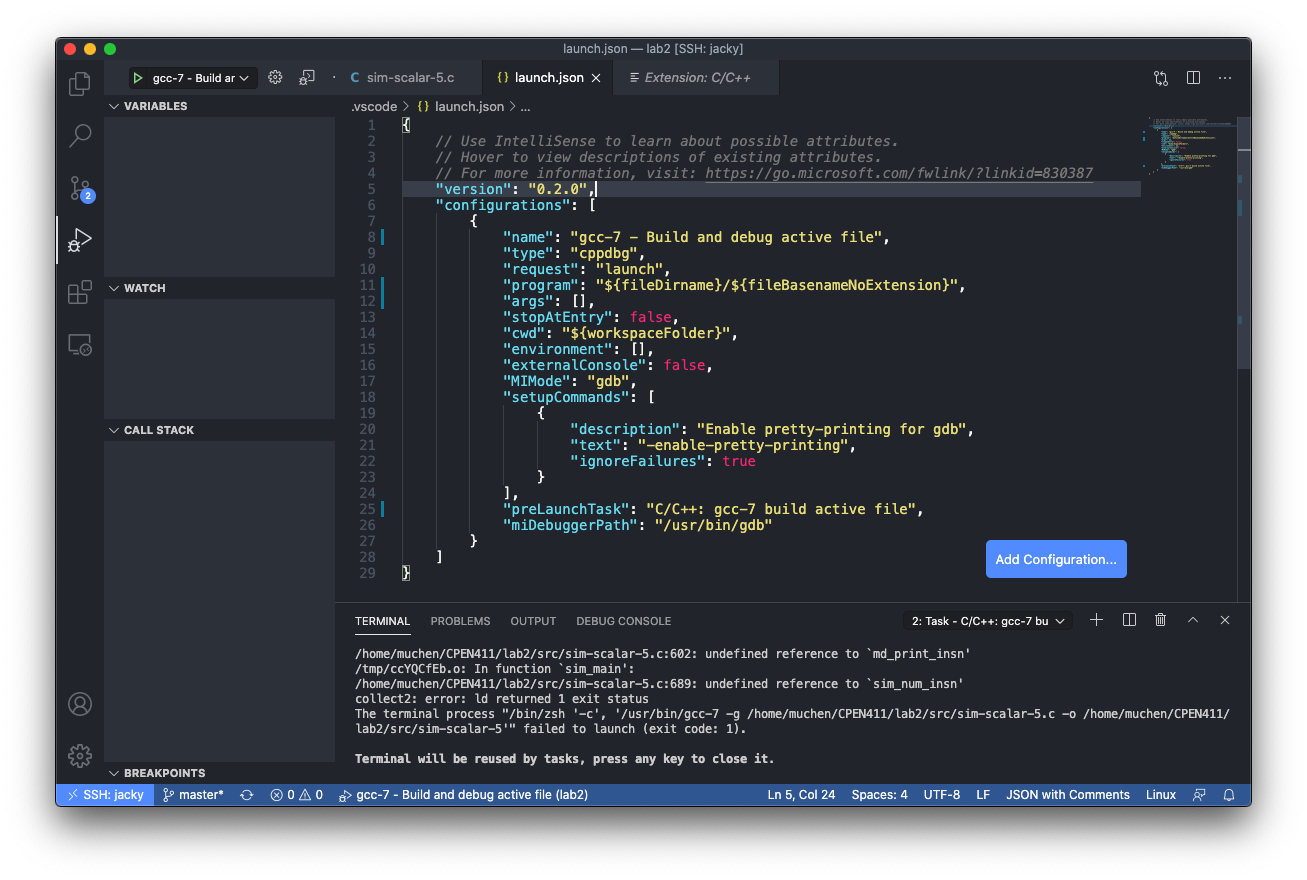 launch.json — lab2 [SSH: jacky]
gcc-7 - Build ar
C sim-scalar-5.c
{} launch.json
Extension: C/C++
VARIABLES
WATCH
CALL STACK
BREAKPOINTS
2
.vscode > {} launch.json > ...
1 {
2 // Use IntelliSense to learn about possible attributes.
3 // Hover to view descriptions of existing attributes.
4 // For more information, visit: https://go.microsoft.com/fwlink/?linkid=830387
5 "version": "0.2.0",
6 "configurations": [
7 {
8 "name": "gcc-7 - Build and debug active file",
9 "type": "cppdbg",
10 "request": "launch",
11 "program": "${fileDirname}/${fileBasenameNoExtension}",
12 "args": [],
13 "stopAtEntry": false,
14 "cwd": "${workspaceFolder}",
15 "environment": [],
16 "externalConsole": false,
17 "MIMode": "gdb",
18 "setupCommands": [
19 {
20 "description": "Enable pretty-printing for gdb",
21 "text": "-enable-pretty-printing",
22 "ignoreFailures": true
23 }
24 ],
25 "preLaunchTask": "C/C++: gcc-7 build active file",
26 "miDebuggerPath": "/usr/bin/gdb"
27 }
28 ]
29 }
Add Configuration...
TERMINAL PROBLEMS OUTPUT DEBUG CONSOLE
2: Task - C/C++: gcc-7 bu
/home/muchen/CPEN411/lab2/src/sim-scalar-5.c:602: undefined reference to `md_print_insn'
/tmp/ccYQCfEb.o: In function `sim_main':
/home/muchen/CPEN411/lab2/src/sim-scalar-5.c:689: undefined reference to `sim_num_insn'
collect2: error: ld returned 1 exit status
The terminal process "/bin/zsh '-c', '/usr/bin/gcc-7 -g /home/muchen/CPEN411/lab2/src/sim-scalar-5.c -o /home/muchen/CPEN411/
lab2/src/sim-scalar-5'" failed to launch (exit code: 1).
Terminal will be reused by tasks, press any key to close it.
SSH: jacky
master*
0 0
gcc-7 - Build and debug active file (lab2)
Ln 5, Col 24
Spaces: 4
UTF-8
LF
JSON with Comments
Linux